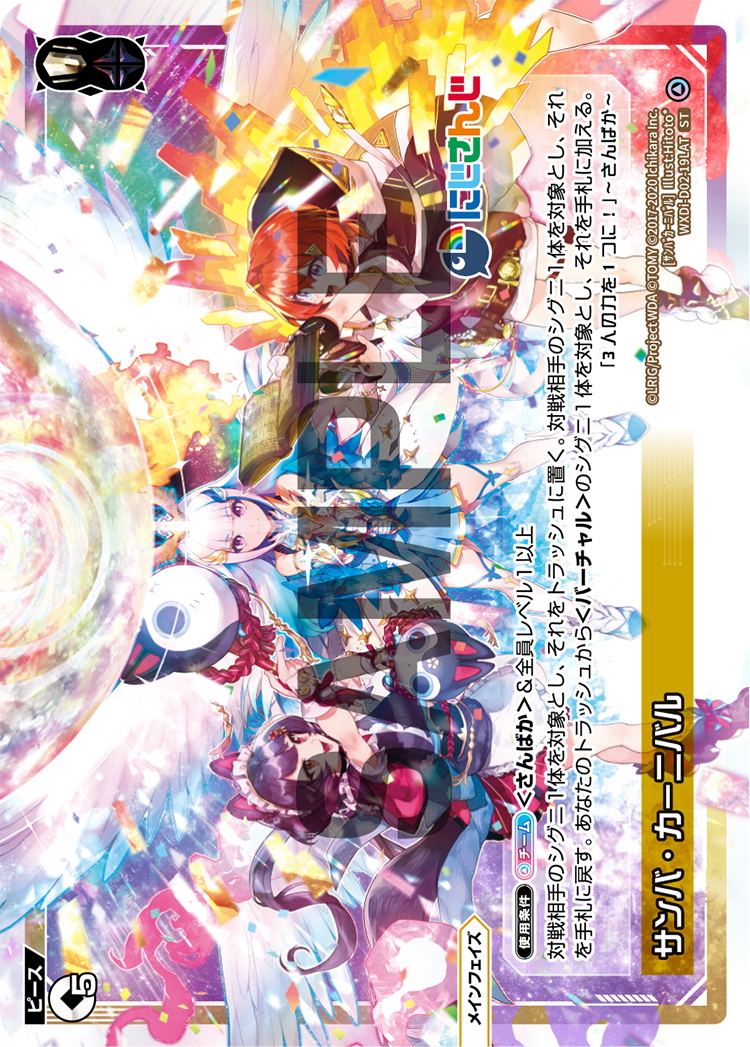 ピース
5
SAMPLE
にじさんじ
メインフェイズ
使用条件 チーム <さんばか>&全員レベル1以上
対戦相手のシグニ1体を対象とし、それをトラッシュに置く。対戦相手のシグニ1体を対象とし、それ
を手札に戻す。あなたのトラッシュから<バーチャル>のシグニ1体を対象とし、それを手札に加える。
「3人の力を1つに!」~さんばか~
サンバ・カーニバル
©LRIG/Project WDA ©TOMY ©2017-2020 Ichikara Inc.
[サンバ・カーニバル] Illust:Hitoto*
WXDi-D02-19LAT ST